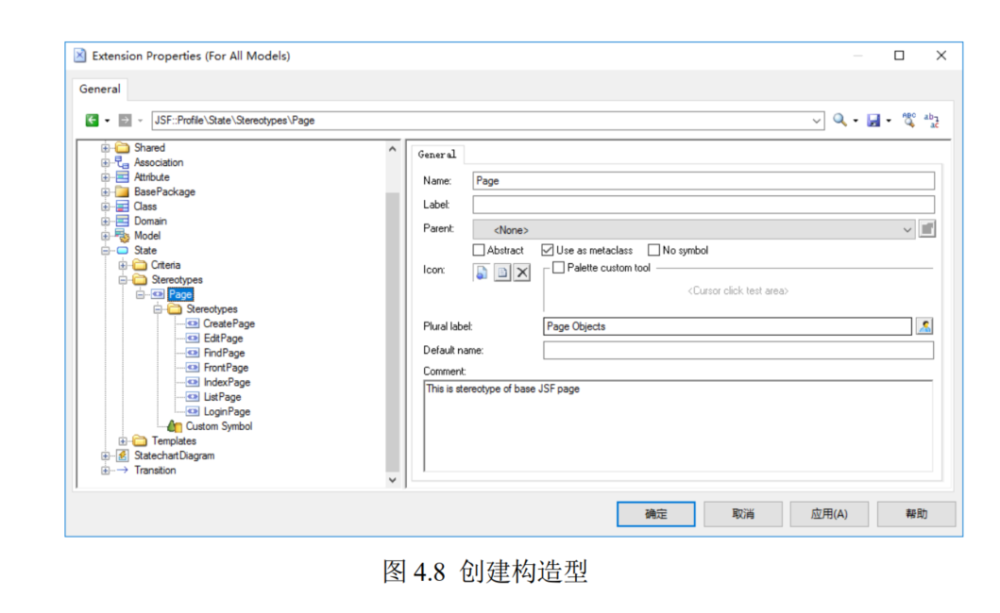 Extension Properties (For All Models)
General
JSF::Profile\State\Stereotypes\Page
Shared
Association
Attribute
BasePackage
Class
Domain
Model
State
Criteria
Stereotypes
Page
Stereotypes
CreatePage
EditPage
FindPage
FrontPage
IndexPage
ListPage
LoginPage
Custom Symbol
Templates
StatechartDiagram
Transition
General
Name: Page
Label:
Parent: <None>
Abstract Use as metaclass No symbol
Icon: Palette custom tool
<Cursor click test area>
Plural label: Page Objects
Default name:
Comment:
This is stereotype of base JSF page
确定 取消 应用(A) 帮助
图 4.8 创建构造型